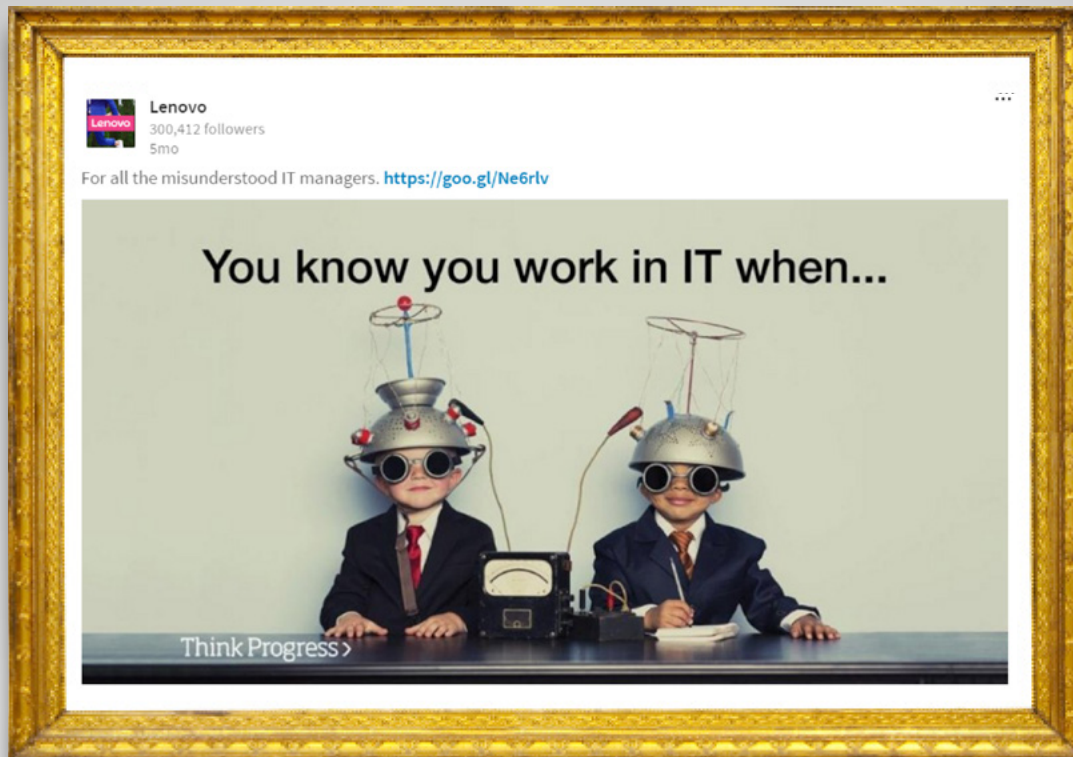 Lenovo
Lenovo
300,412 followers
5mo
For all the misunderstood IT managers. https://goo.gl/Ne6rlv
You know you work in IT when...
Think Progress>